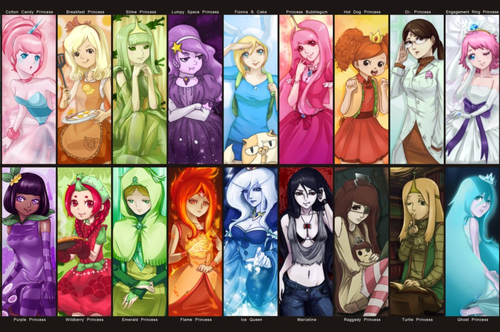 Cotton Candy Princess
Breakfast Princess
Slime Princess
Lumpy Space Princess
Fionna & Cake
Princess Bubblegum
Hot Dog Princess
Dr. Princess
Engagement Ring Princess
Purple Princess
Wildberry Princess
Emerald Princess
Flame Princess
Ice Queen
Marceline
Raggedy Princess
Turtle Princess
Ghost Princess